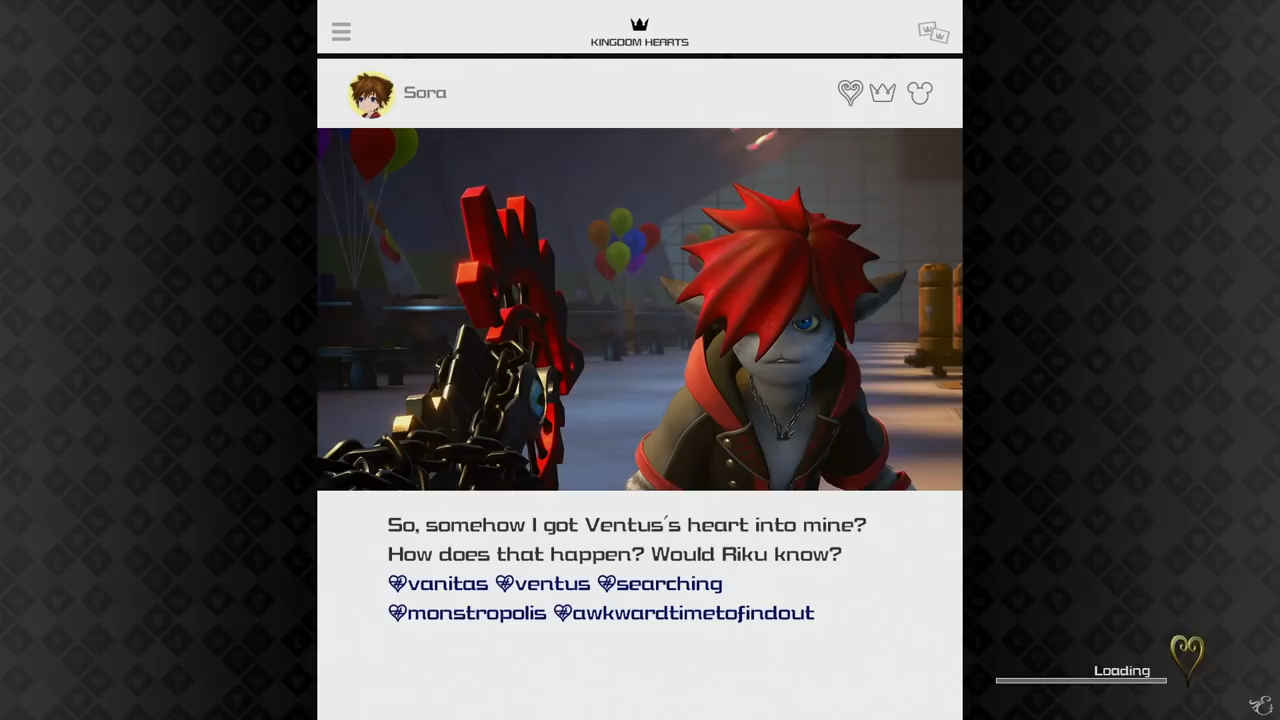 KINGDOM HEARTS
Sora
So, somehow I got Ventus's heart into mine?
How does that happen? Would Riku know?
#vanitas #ventus #searching
#monstropolis #awkwardtimetofindout
Loading